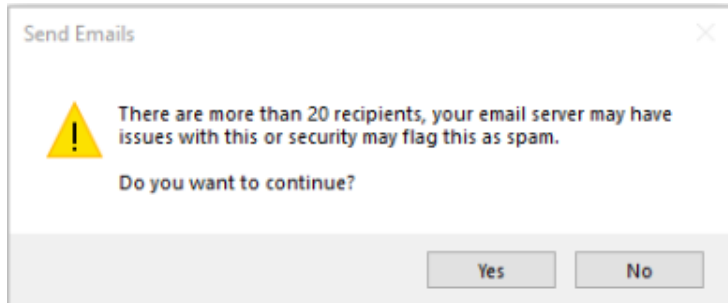 Send Emails
There are more than 20 recipients, your email server may have
issues with this or security may flag this as spam.
Do you want to continue?
Yes
No